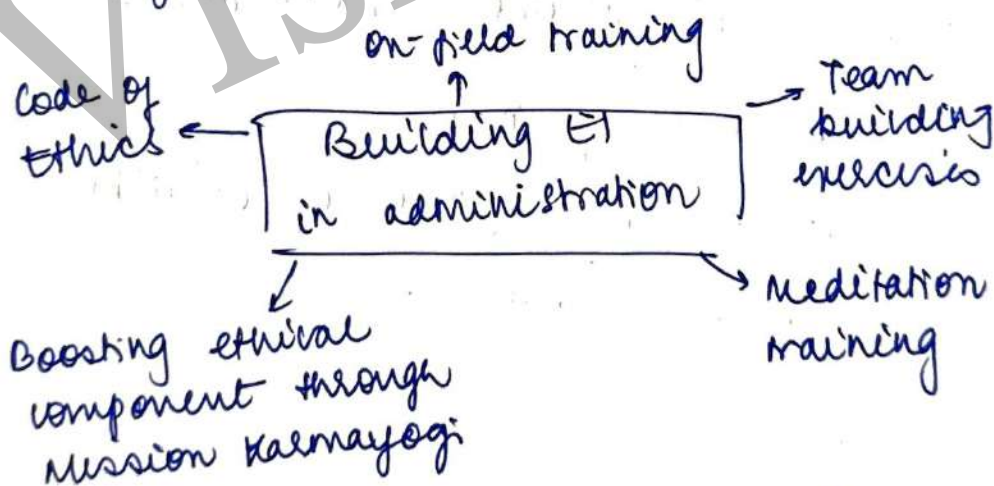 on-field training
Code of
Ethics
Team
building
exercises
Building EI
in administration
Meditation
training
Boosting ethical
component through
Mission Karmayogi